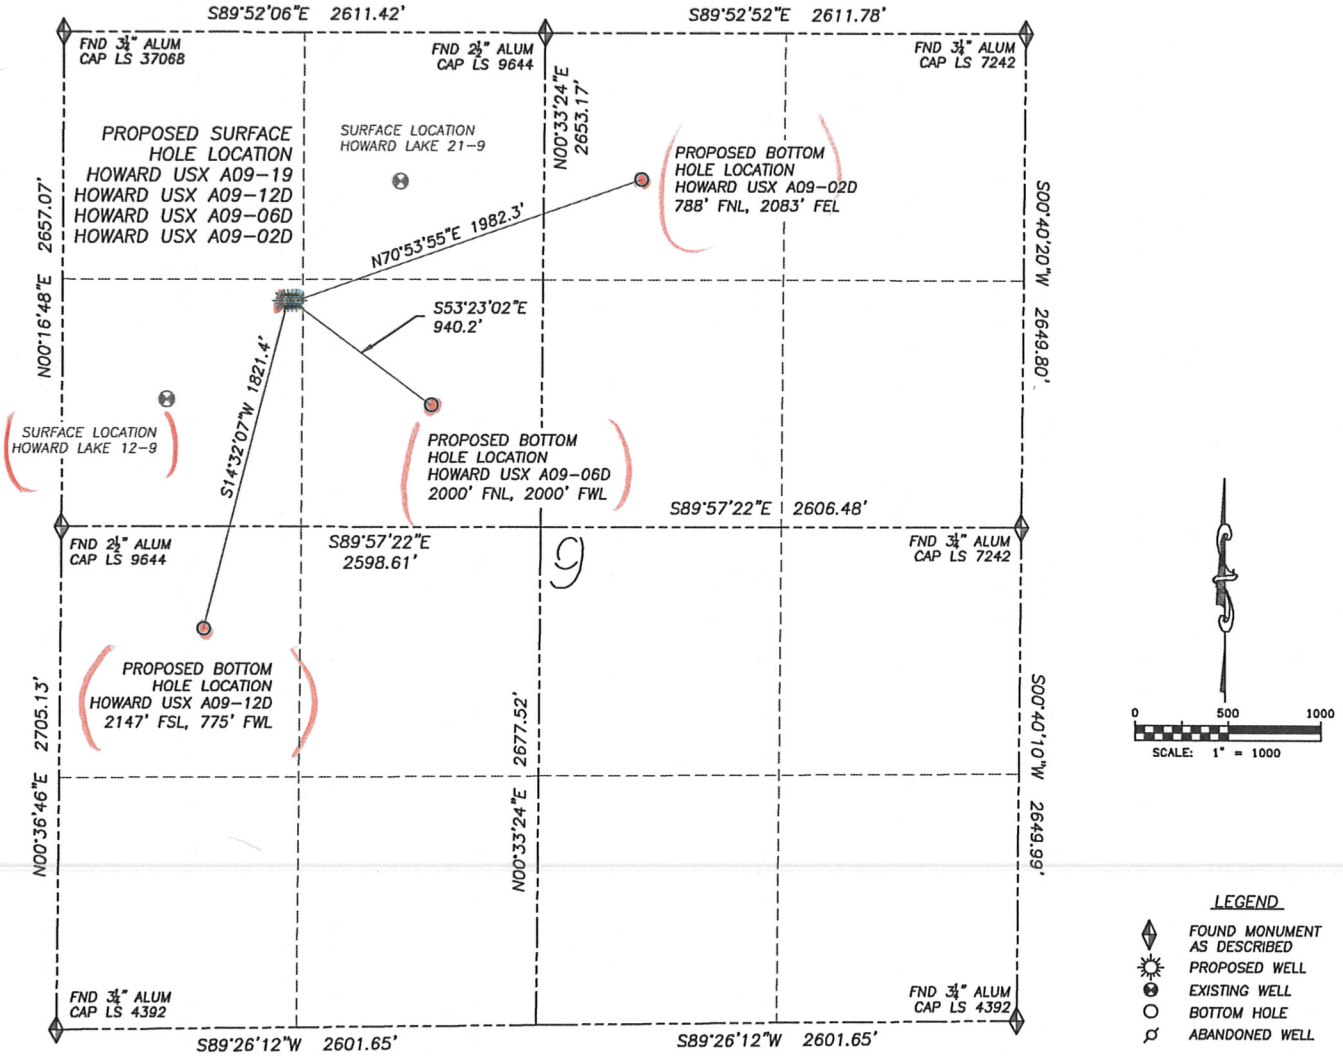 S89°52'06"E 2611.42'
S89°52'52"E 2611.78'
FND 3¼" ALUM
CAP LS 37068
FND 2½" ALUM
CAP LS 9644
FND 3¼" ALUM
CAP LS 7242
N00°33'24"E
2653.17'
PROPOSED SURFACE
HOLE LOCATION
HOWARD USX A09-19
HOWARD USX A09-12D
HOWARD USX A09-06D
HOWARD USX A09-02D
SURFACE LOCATION
HOWARD LAKE 21-9
PROPOSED BOTTOM
HOLE LOCATION
HOWARD USX A09-02D
788' FNL, 2083' FEL
N00°16'48"E 2657.07'
S00°40'20"W 2649.80'
N70°53'55"E 1982.3'
S53°23'02"E
940.2'
S14°32'07"W 1821.4'
SURFACE LOCATION
HOWARD LAKE 12-9
PROPOSED BOTTOM
HOLE LOCATION
HOWARD USX A09-06D
2000' FNL, 2000' FWL
S89°57'22"E 2606.48'
FND 2½" ALUM
CAP LS 9644
S89°57'22"E
2598.61'
9
FND 3¼" ALUM
CAP LS 7242
PROPOSED BOTTOM
HOLE LOCATION
HOWARD USX A09-12D
2147' FSL, 775' FWL
N00°36'46"E 2705.13'
N00°33'24"E 2677.52'
S00°40'10"W 2649.99'
0 500 1000
SCALE: 1" = 1000
LEGEND
FOUND MONUMENT
AS DESCRIBED
PROPOSED WELL
EXISTING WELL
BOTTOM HOLE
ABANDONED WELL
FND 3¼" ALUM
CAP LS 4392
FND 3¼" ALUM
CAP LS 4392
S89°26'12"W 2601.65'
S89°26'12"W 2601.65'